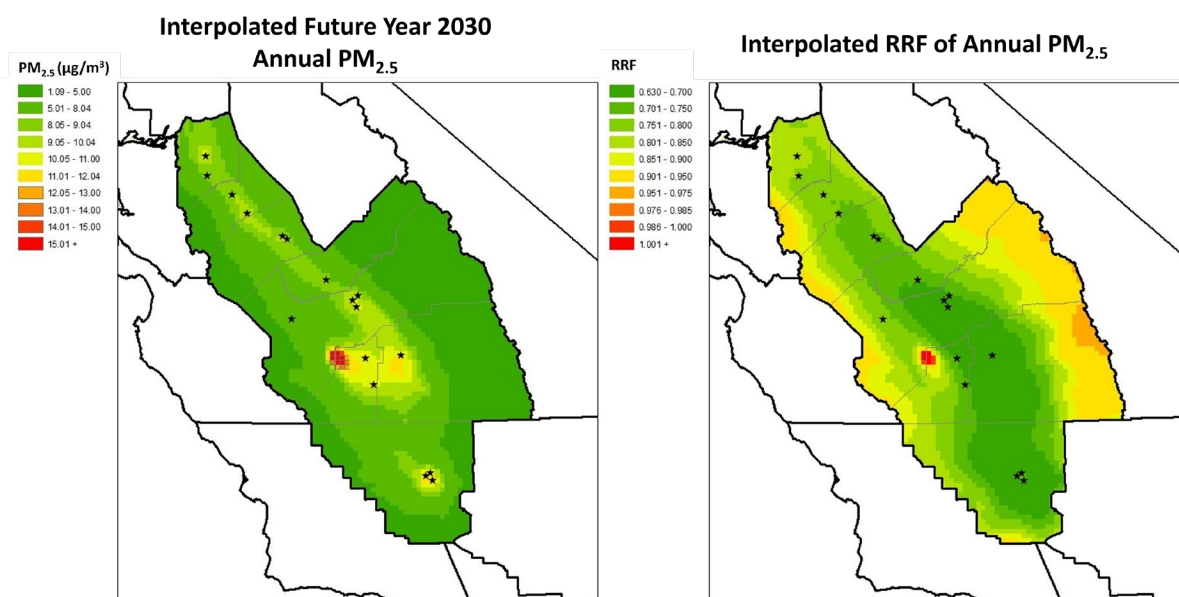 Interpolated Future Year 2030
Annual PM2.5
PM2.5 (µg/m³)
1.09 - 5.00
5.01 - 8.04
8.05 - 9.04
9.05 - 10.04
10.05 - 11.00
11.01 - 12.04
12.05 - 13.00
13.01 - 14.00
14.01 - 15.00
15.01 +
Interpolated RRF of Annual PM2.5
RRF
0.630 - 0.700
0.701 - 0.750
0.751 - 0.800
0.801 - 0.850
0.851 - 0.900
0.901 - 0.950
0.951 - 0.975
0.976 - 0.985
0.986 - 1.000
1.001 +